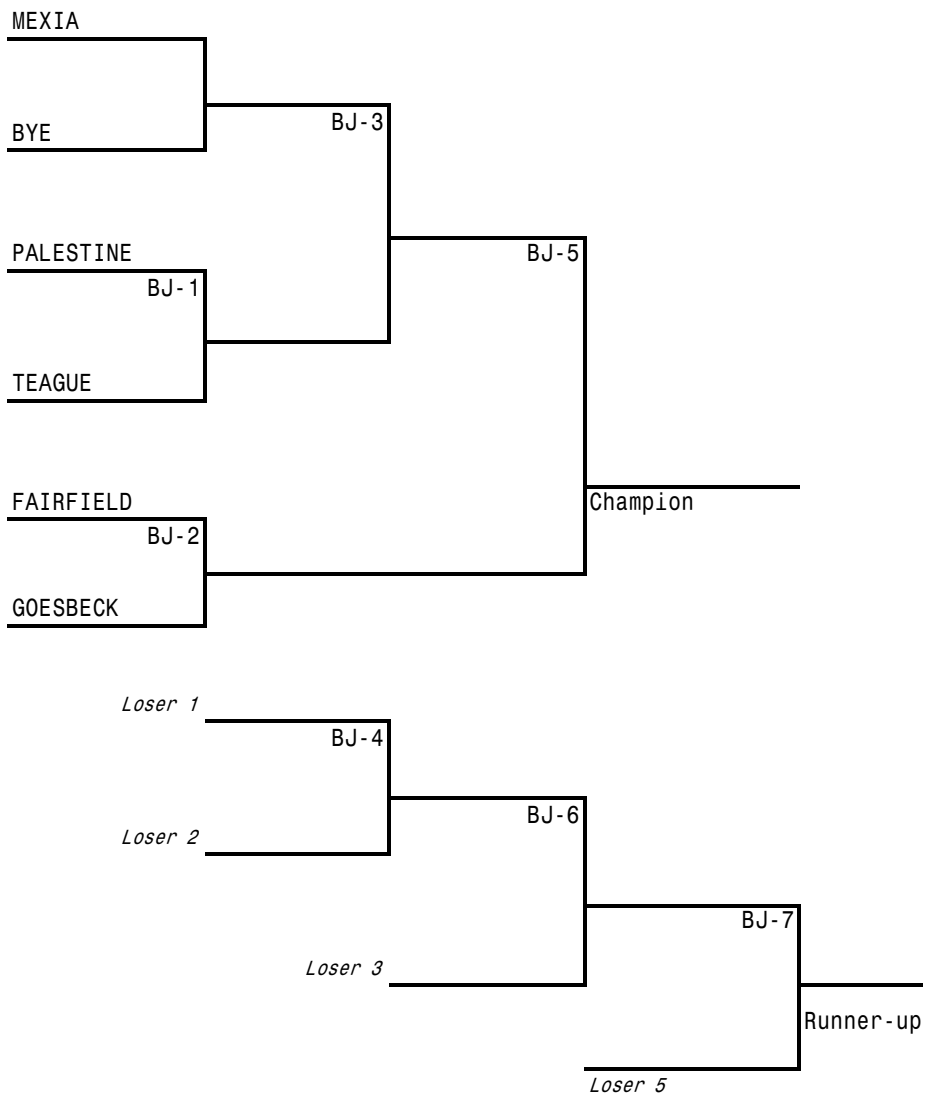 MEXIA
BJ-3
BYE
PALESTINE
BJ-5
BJ-1
TEAGUE
FAIRFIELD
Champion
BJ-2
GOESBECK
Loser 1
BJ-4
BJ-6
Loser 2
BJ-7
Loser 3
Runner-up
Loser 5